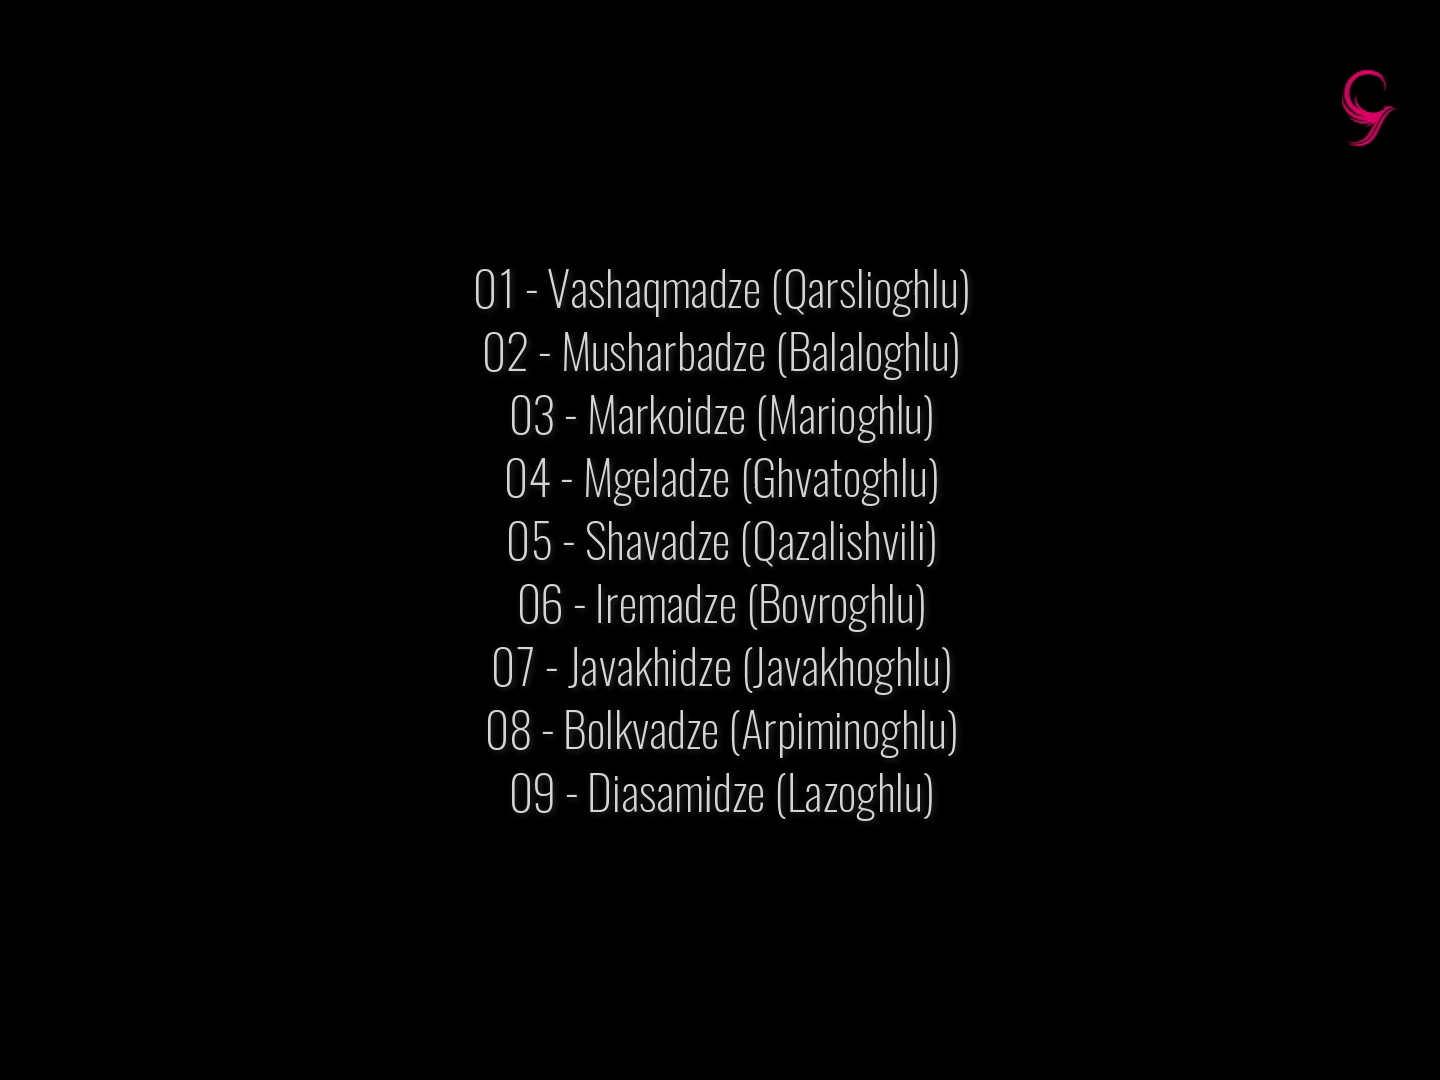 01 - Vashaqmadze (Qarslioghlu)
02 - Musharbadze (Balaloghlu)
03 - Markoidze (Marioghlu)
04 - Mgeladze (Ghvatoghlu)
05 - Shavadze (Qazalishvili)
06 - Iremadze (Bovroghlu)
07 - Javakhidze (Javakhoghlu)
08 - Bolkvadze (Arpiminoghlu)
09 - Diasamidze (Lazoghlu)